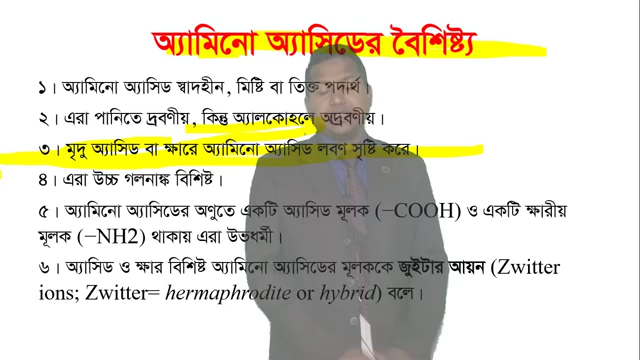 অ্যামিনো অ্যাসিডের বৈশিষ্ট্য
১। অ্যামিনো অ্যাসিড স্বাদহীন, মিষ্টি বা তিক্ত পদার্থ।
২। এরা পানিতে দ্রবণীয়, কিন্তু অ্যালকোহলে অদ্রবণীয়।
৩। মৃদু অ্যাসিড বা ক্ষারে অ্যামিনো অ্যাসিড লবণ সৃষ্টি করে।
৪। এরা উচ্চ গলনাঙ্ক বিশিষ্ট।
৫। অ্যামিনো অ্যাসিডের অণুতে একটি অ্যাসিড মূলক (−COOH) ও একটি ক্ষারীয়
মূলক (−NH2) থাকায় এরা উভধর্মী।
৬। অ্যাসিড ও ক্ষার বিশিষ্ট অ্যামিনো অ্যাসিডের মূলককে জুইটার আয়ন (Zwitter
ions; Zwitter= hermaphrodite or hybrid) বলে।